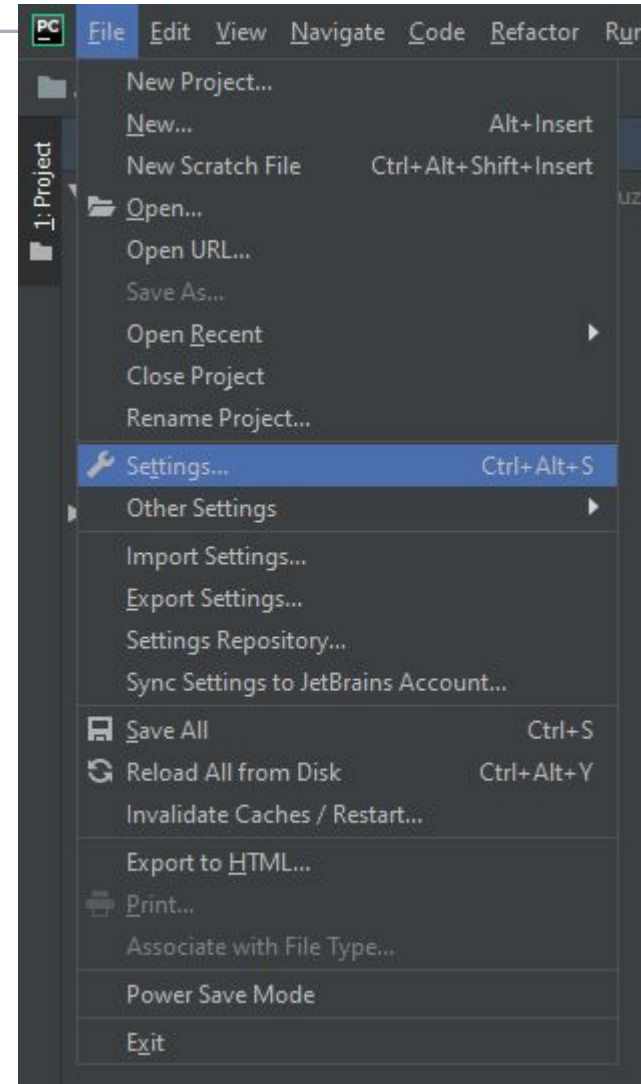 PC File Edit View Navigate Code Refactor
New Project...
New... Alt+Insert
1: Project
New Scratch File Ctrl+Alt+Shift+Insert
Open...
Open URL...
Save As...
Open Recent
Close Project
Rename Project...
Settings... Ctrl+Alt+S
Other Settings
Import Settings...
Export Settings...
Settings Repository...
Sync Settings to JetBrains Account...
Save All Ctrl+S
Reload All from Disk Ctrl+Alt+Y
Invalidate Caches / Restart...
Export to HTML...
Print...
Associate with File Type...
Power Save Mode
Exit